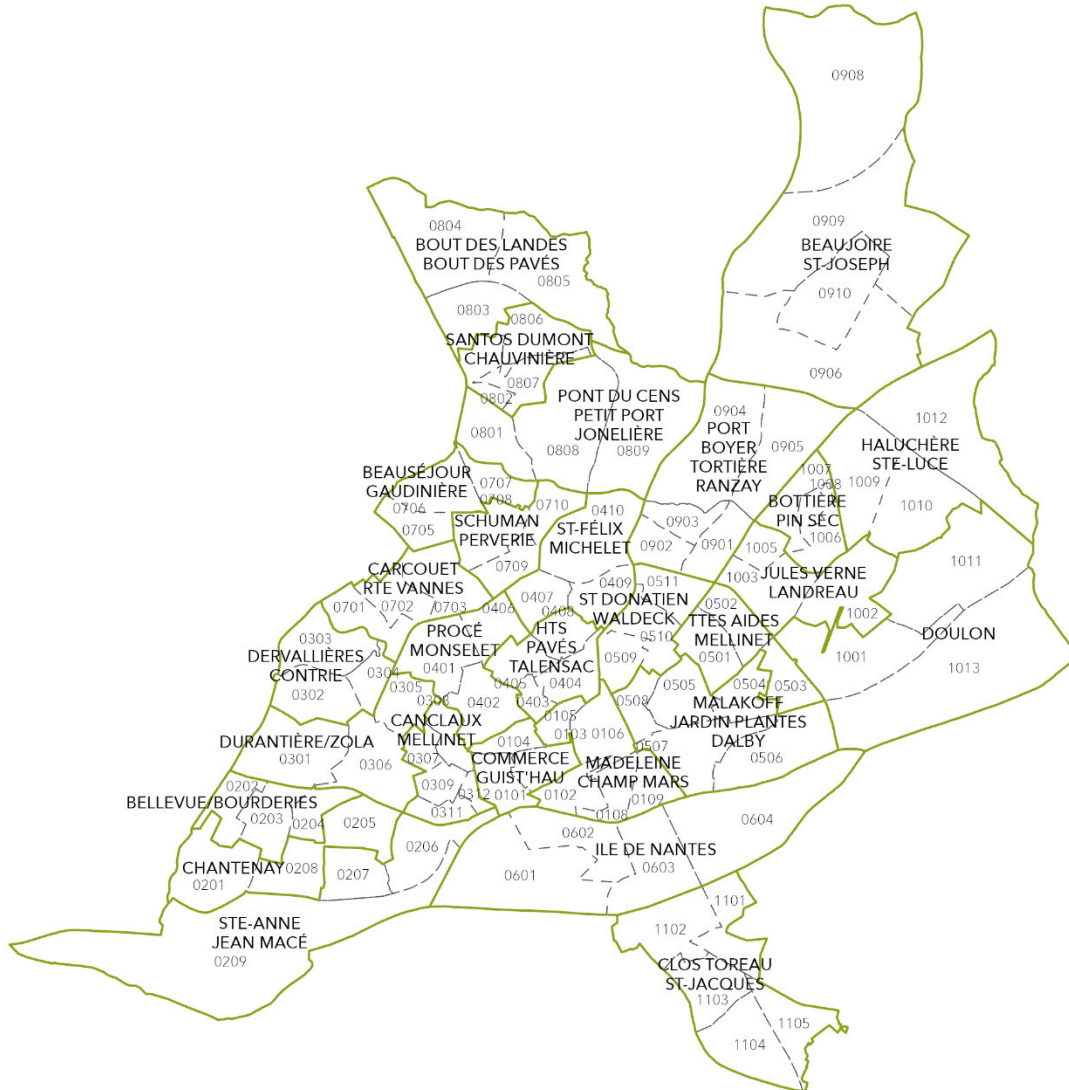 0908
0909
BEAUJOIRE
ST-JOSEPH
0910
0906
0804
BOUT DES LANDES
BOUT DES PAVÉS
0805
0803
0806
SANTOS DUMONT
CHAUVINIÈRE
0807
0802
0801
PONT DU CENS
PETIT PORT
JONELIÈRE
0808
0809
0904
PORT
BOYER
TORTIÈRE
RANZAY
0905
0903
0902
0901
1012
HALUCHÈRE
STE-LUCE
1009
1010
1007
1008
BOTTIÈRE
PIN SEC
1006
1005
1003
JULES VERNE
LANDREAU
1002
1011
DOULON
1001
1013
BEAUSÉJOUR
GAUDINIÈRE
0706
0705
0707
0708
0710
SCHUMAN
PERVERIE
0709
0410
ST-FÉLIX
MICHELET
0409
0511
ST DONATIEN
WALDECK
0510
0509
0502
TTES AIDES
MELLINET
0501
CARCOUET
RTE VANNES
0701
0702
0703
0406
0407
0408
HTS
PAVÉS
TALENSAC
0405
0404
0403
PROCÉ
MONSELET
0401
0402
0303
DERVALLIÈRES
CONTRIE
0302
0304
0305
0308
CANCLAUX
MELLINET
0307
0309
0312
0311
DURANTIÈRE/ZOLA
0301
0306
0505
0504
0503
MALAKOFF
JARDIN PLANTES
DALBY
0508
0507
0506
0105
0103
0106
0104
COMMERCE
GUIST'HAU
0101
0102
MADELEINE
CHAMP MARS
0109
0108
0202
BELLEVUE/BOURDERIES
0203
0204
0205
0206
CHANTENAY
0201
0208
0207
STE-ANNE
JEAN MACÉ
0209
0602
0604
ILE DE NANTES
0601
0603
1101
1102
CLOS TOREAU
ST-JACQUES
1103
1105
1104